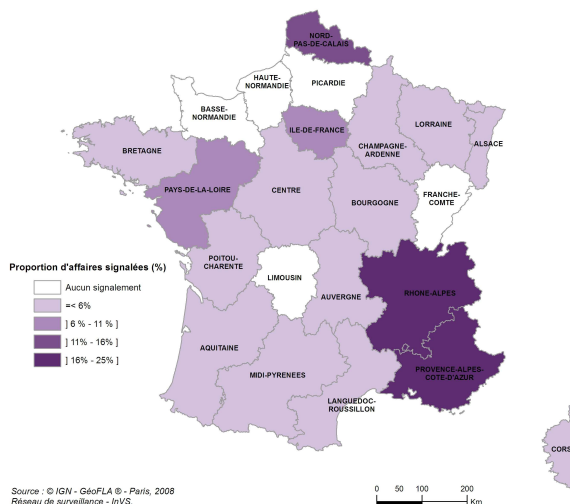 NORD-
PAS-DE-CALAIS
HAUTE-
NORMANDIE
PICARDIE
BASSE-
NORMANDIE
ILE-DE-FRANCE
LORRAINE
CHAMPAGNE-
ARDENNE
ALSACE
BRETAGNE
PAYS-DE-LA-LOIRE
CENTRE
BOURGOGNE
FRANCHE-
COMTE
POITOU-
CHARENTE
LIMOUSIN
AUVERGNE
RHONE-ALPES
AQUITAINE
MIDI-PYRENEES
LANGUEDOC-
ROUSSILLON
PROVENCE-ALPES-
COTE-D'AZUR
CORS
Proportion d'affaires signalées (%)
Aucun signalement
=< 6%
] 6 % - 11 % ]
] 11% - 16% ]
] 16% - 25% ]
Source : © IGN - GéoFLA ® - Paris, 2008
Réseau de surveillance - InVS.
0 50 100 200
Km